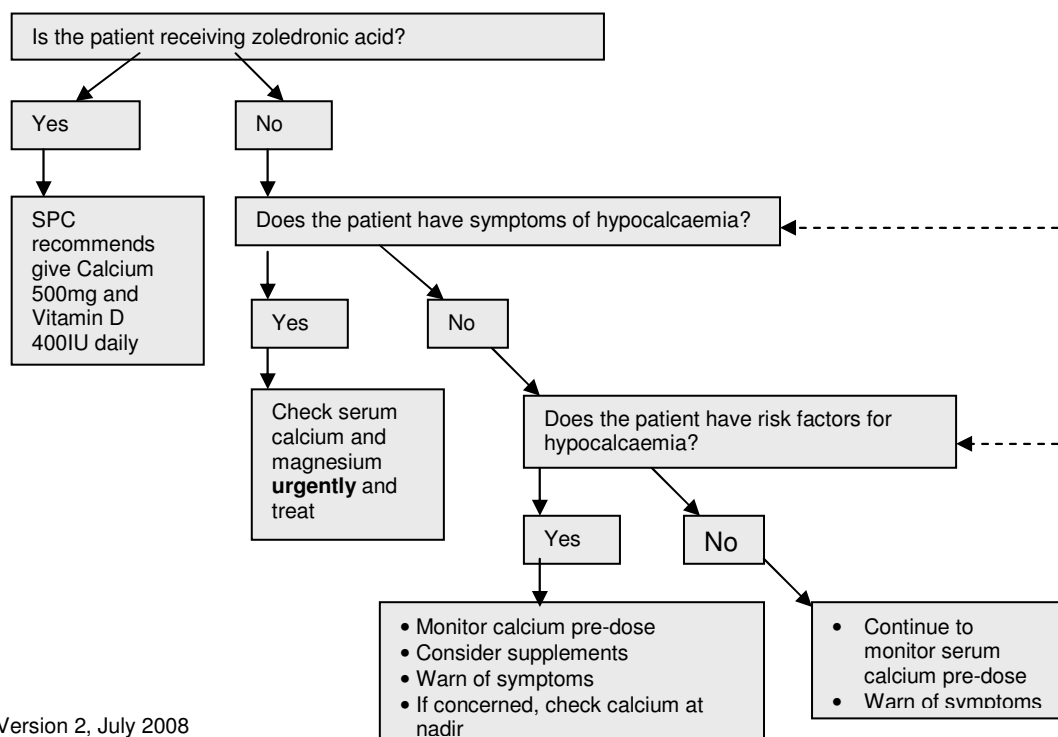 Is the patient receiving zoledronic acid?
Yes
No
SPC
recommends
give Calcium
500mg and
Vitamin D
400IU daily
Does the patient have symptoms of hypocalcaemia?
Yes
No
Check serum
calcium and
magnesium
urgently and
treat
Does the patient have risk factors for
hypocalcaemia?
Yes
No
• Monitor calcium pre-dose
• Consider supplements
• Warn of symptoms
• If concerned, check calcium at
nadir
• Continue to
monitor serum
calcium pre-dose
• Warn of symptoms
Version 2, July 2008